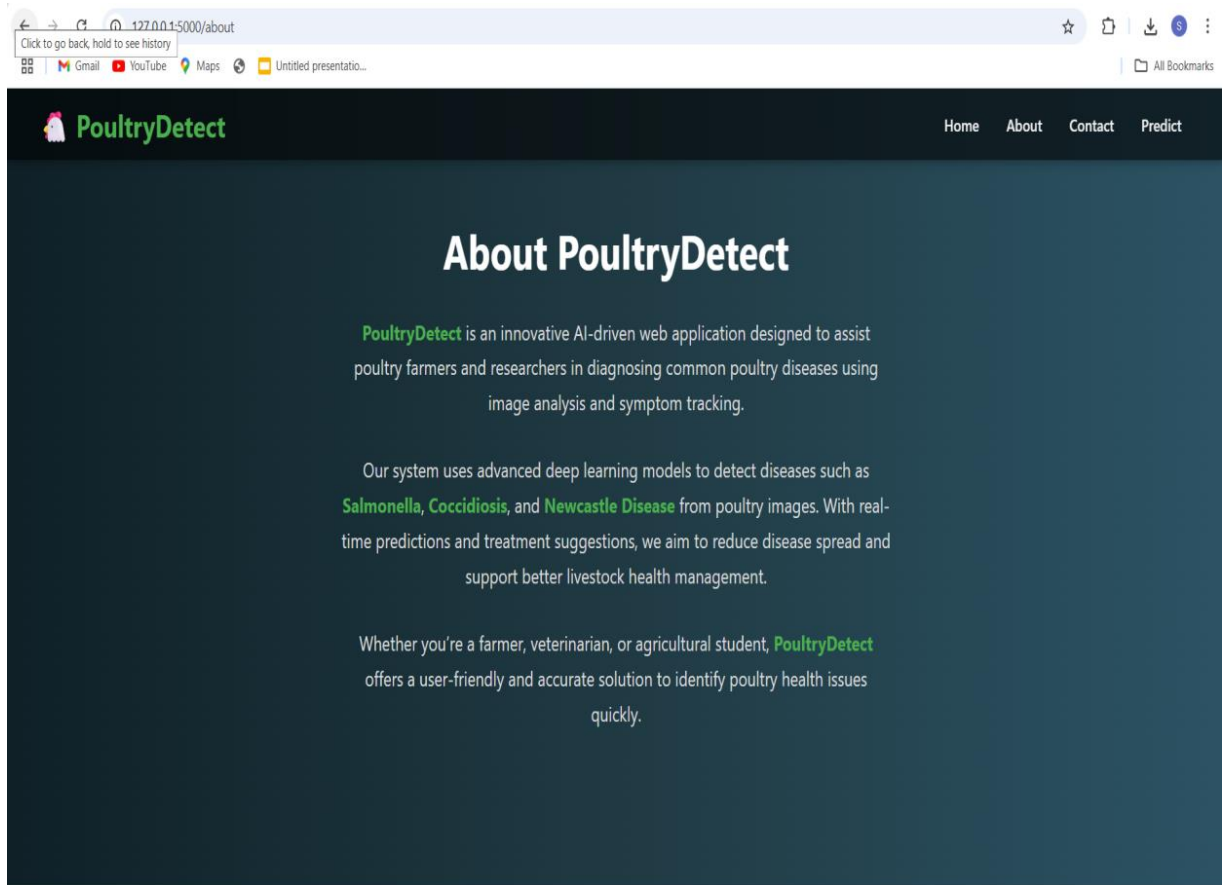 127.0.0.1:5000/about
S
Click to go back, hold to see history
Gmail YouTube Maps Untitled presentatio... All Bookmarks
PoultryDetect Home About Contact Predict
About PoultryDetect
PoultryDetect is an innovative AI-driven web application designed to assist
poultry farmers and researchers in diagnosing common poultry diseases using
image analysis and symptom tracking.
Our system uses advanced deep learning models to detect diseases such as
Salmonella, Coccidiosis, and Newcastle Disease from poultry images. With real-
time predictions and treatment suggestions, we aim to reduce disease spread and
support better livestock health management.
Whether you're a farmer, veterinarian, or agricultural student, PoultryDetect
offers a user-friendly and accurate solution to identify poultry health issues
quickly.